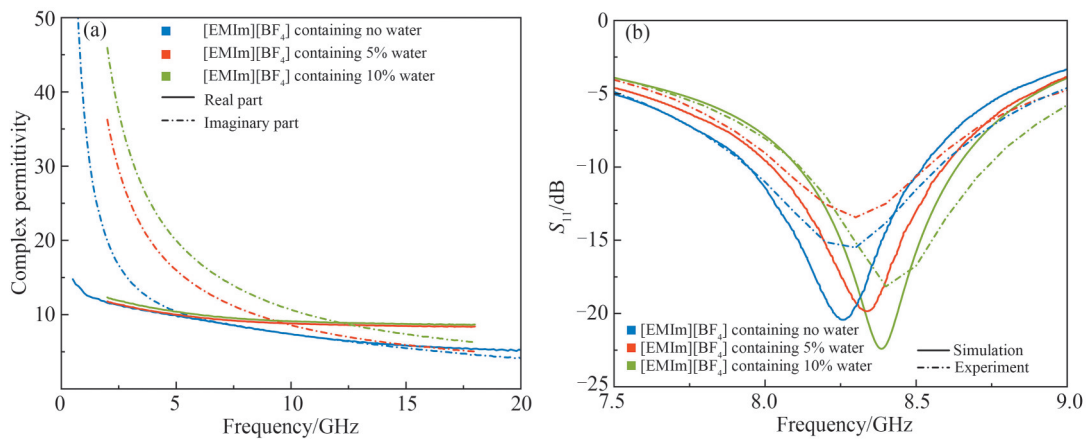 (a)
[EMIm][BF4] containing no water
[EMIm][BF4] containing 5% water
[EMIm][BF4] containing 10% water
Real part
Imaginary part
Complex permittivity
50
40
30
20
10
0
5
10
15
20
Frequency/GHz
(b)
S11/dB
0
−5
−10
−15
−20
−25
[EMIm][BF4] containing no water
[EMIm][BF4] containing 5% water
[EMIm][BF4] containing 10% water
Simulation
Experiment
7.5
8.0
8.5
9.0
Frequency/GHz